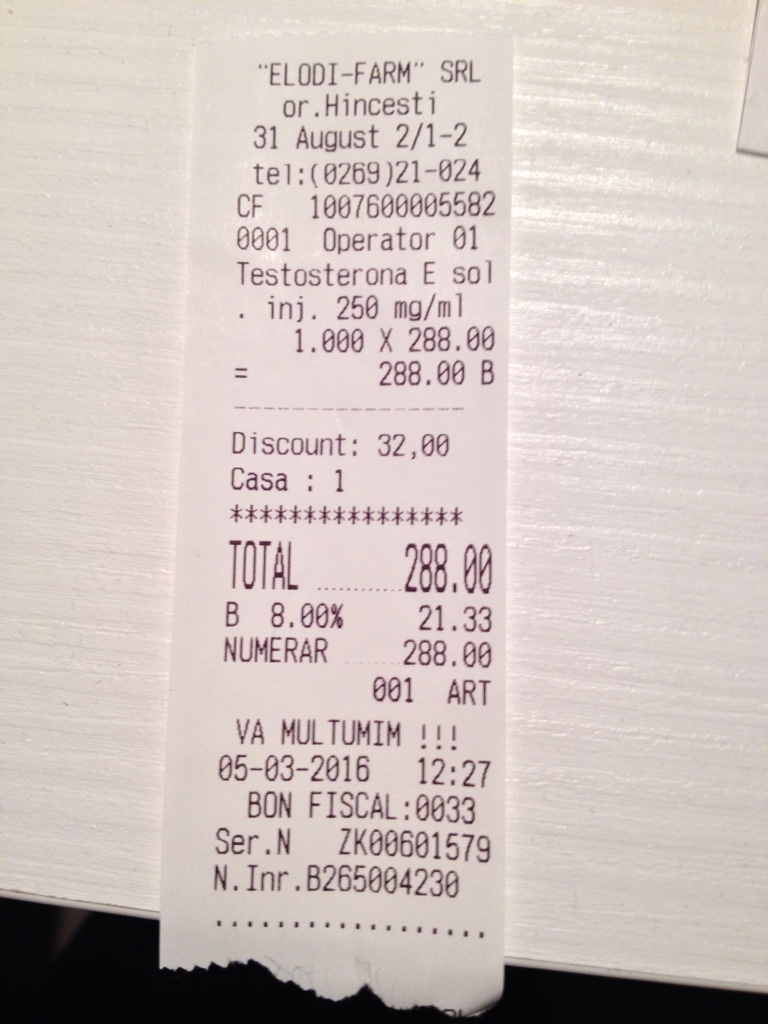 "ELODI-FARM" SRL
or.Hincesti
31 August 2/1-2
tel:(0269)21-024
CF 1007600005582
0001 Operator 01
Testosterona E sol
. inj. 250 mg/ml
1.000 X 288.00
= 288.00 B
------------------
Discount: 32,00
Casa : 1
****************
TOTAL ........... 288.00
B 8.00% 21.33
NUMERAR ....... 288.00
001 ART
VA MULTUMIM !!!
05-03-2016 12:27
BON FISCAL:0033
Ser.N ZK00601579
N.Inr.B265004230
..................